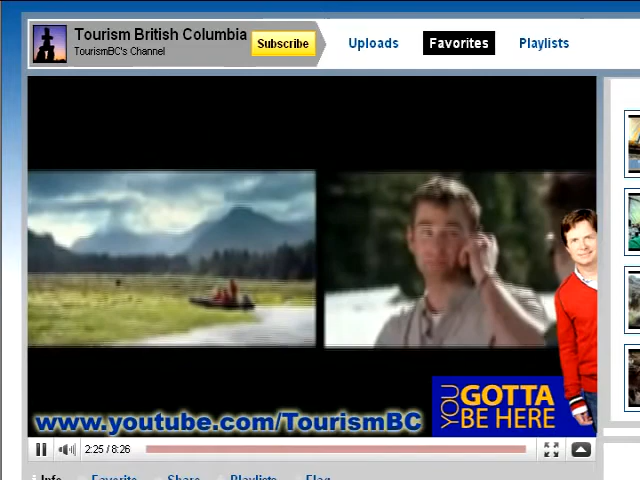 Tourism British Columbia
TourismBC's Channel
Subscribe
Uploads
Favorites
Playlists
YOU GOTTA
BE HERE
www.youtube.com/TourismBC
2:25 / 8:26
Info
Favorite
Share
Playlists
Flag